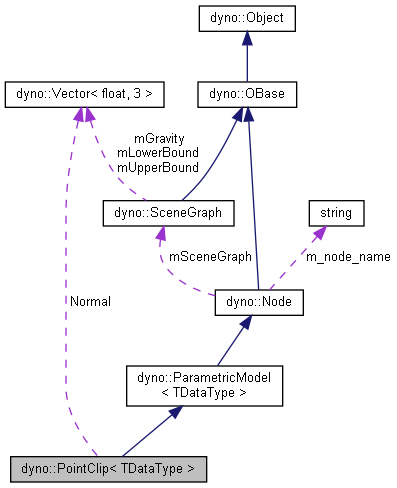 dyno::Object
dyno::Vector< float, 3 >
dyno::OBase
mGravity
mLowerBound
mUpperBound
dyno::SceneGraph
string
mSceneGraph
m_node_name
Normal
dyno::Node
dyno::ParametricModel
< TDataType >
dyno::PointClip< TDataType >